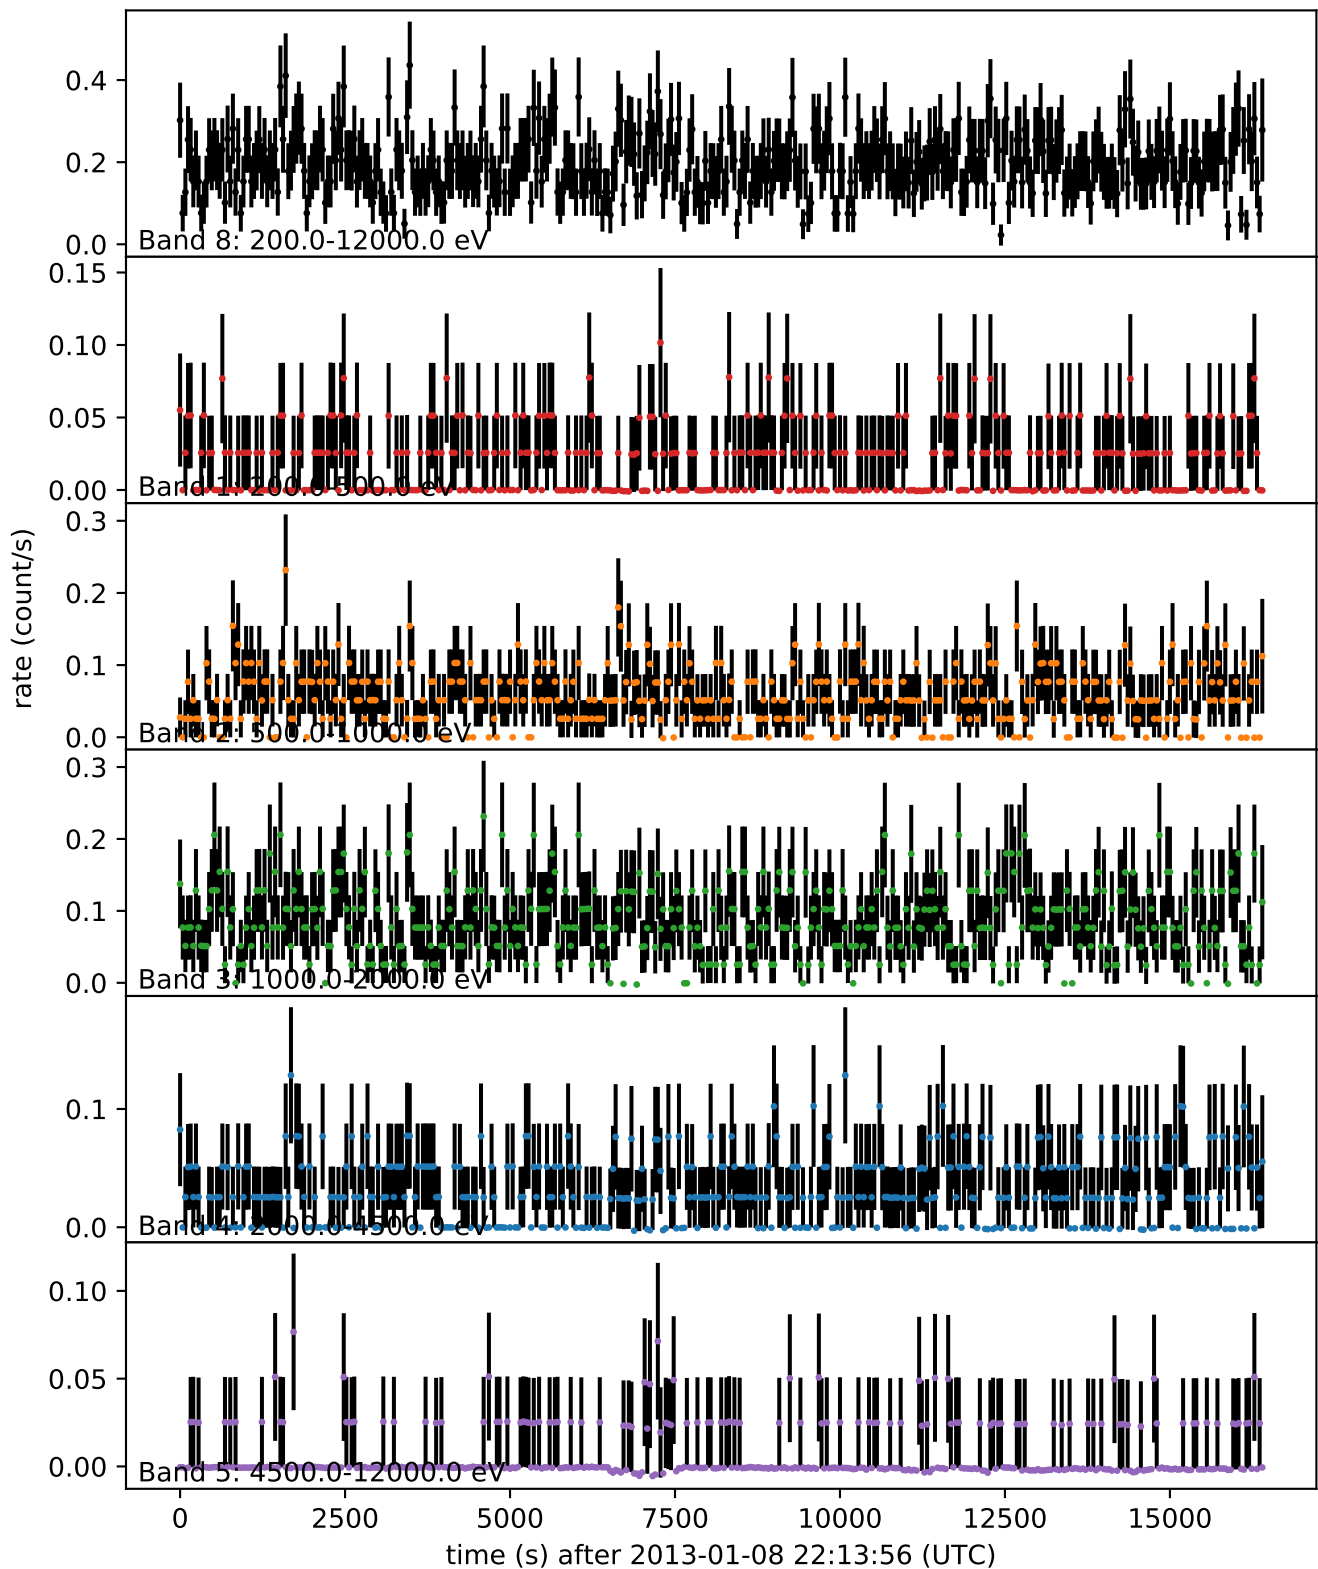 0.4
0.2
0.0
Band 8: 200.0-12000.0 eV
0.15
0.10
0.05
0.00
Band 1: 200.0-500.0 eV
0.3
0.2
0.1
0.0
Band 2: 500.0-1000.0 eV
rate (count/s)
0.3
0.2
0.1
0.0
Band 3: 1000.0-2000.0 eV
0.1
0.0
Band 4: 2000.0-4500.0 eV
0.10
0.05
0.00
Band 5: 4500.0-12000.0 eV
0 2500 5000 7500 10000 12500 15000
time (s) after 2013-01-08 22:13:56 (UTC)